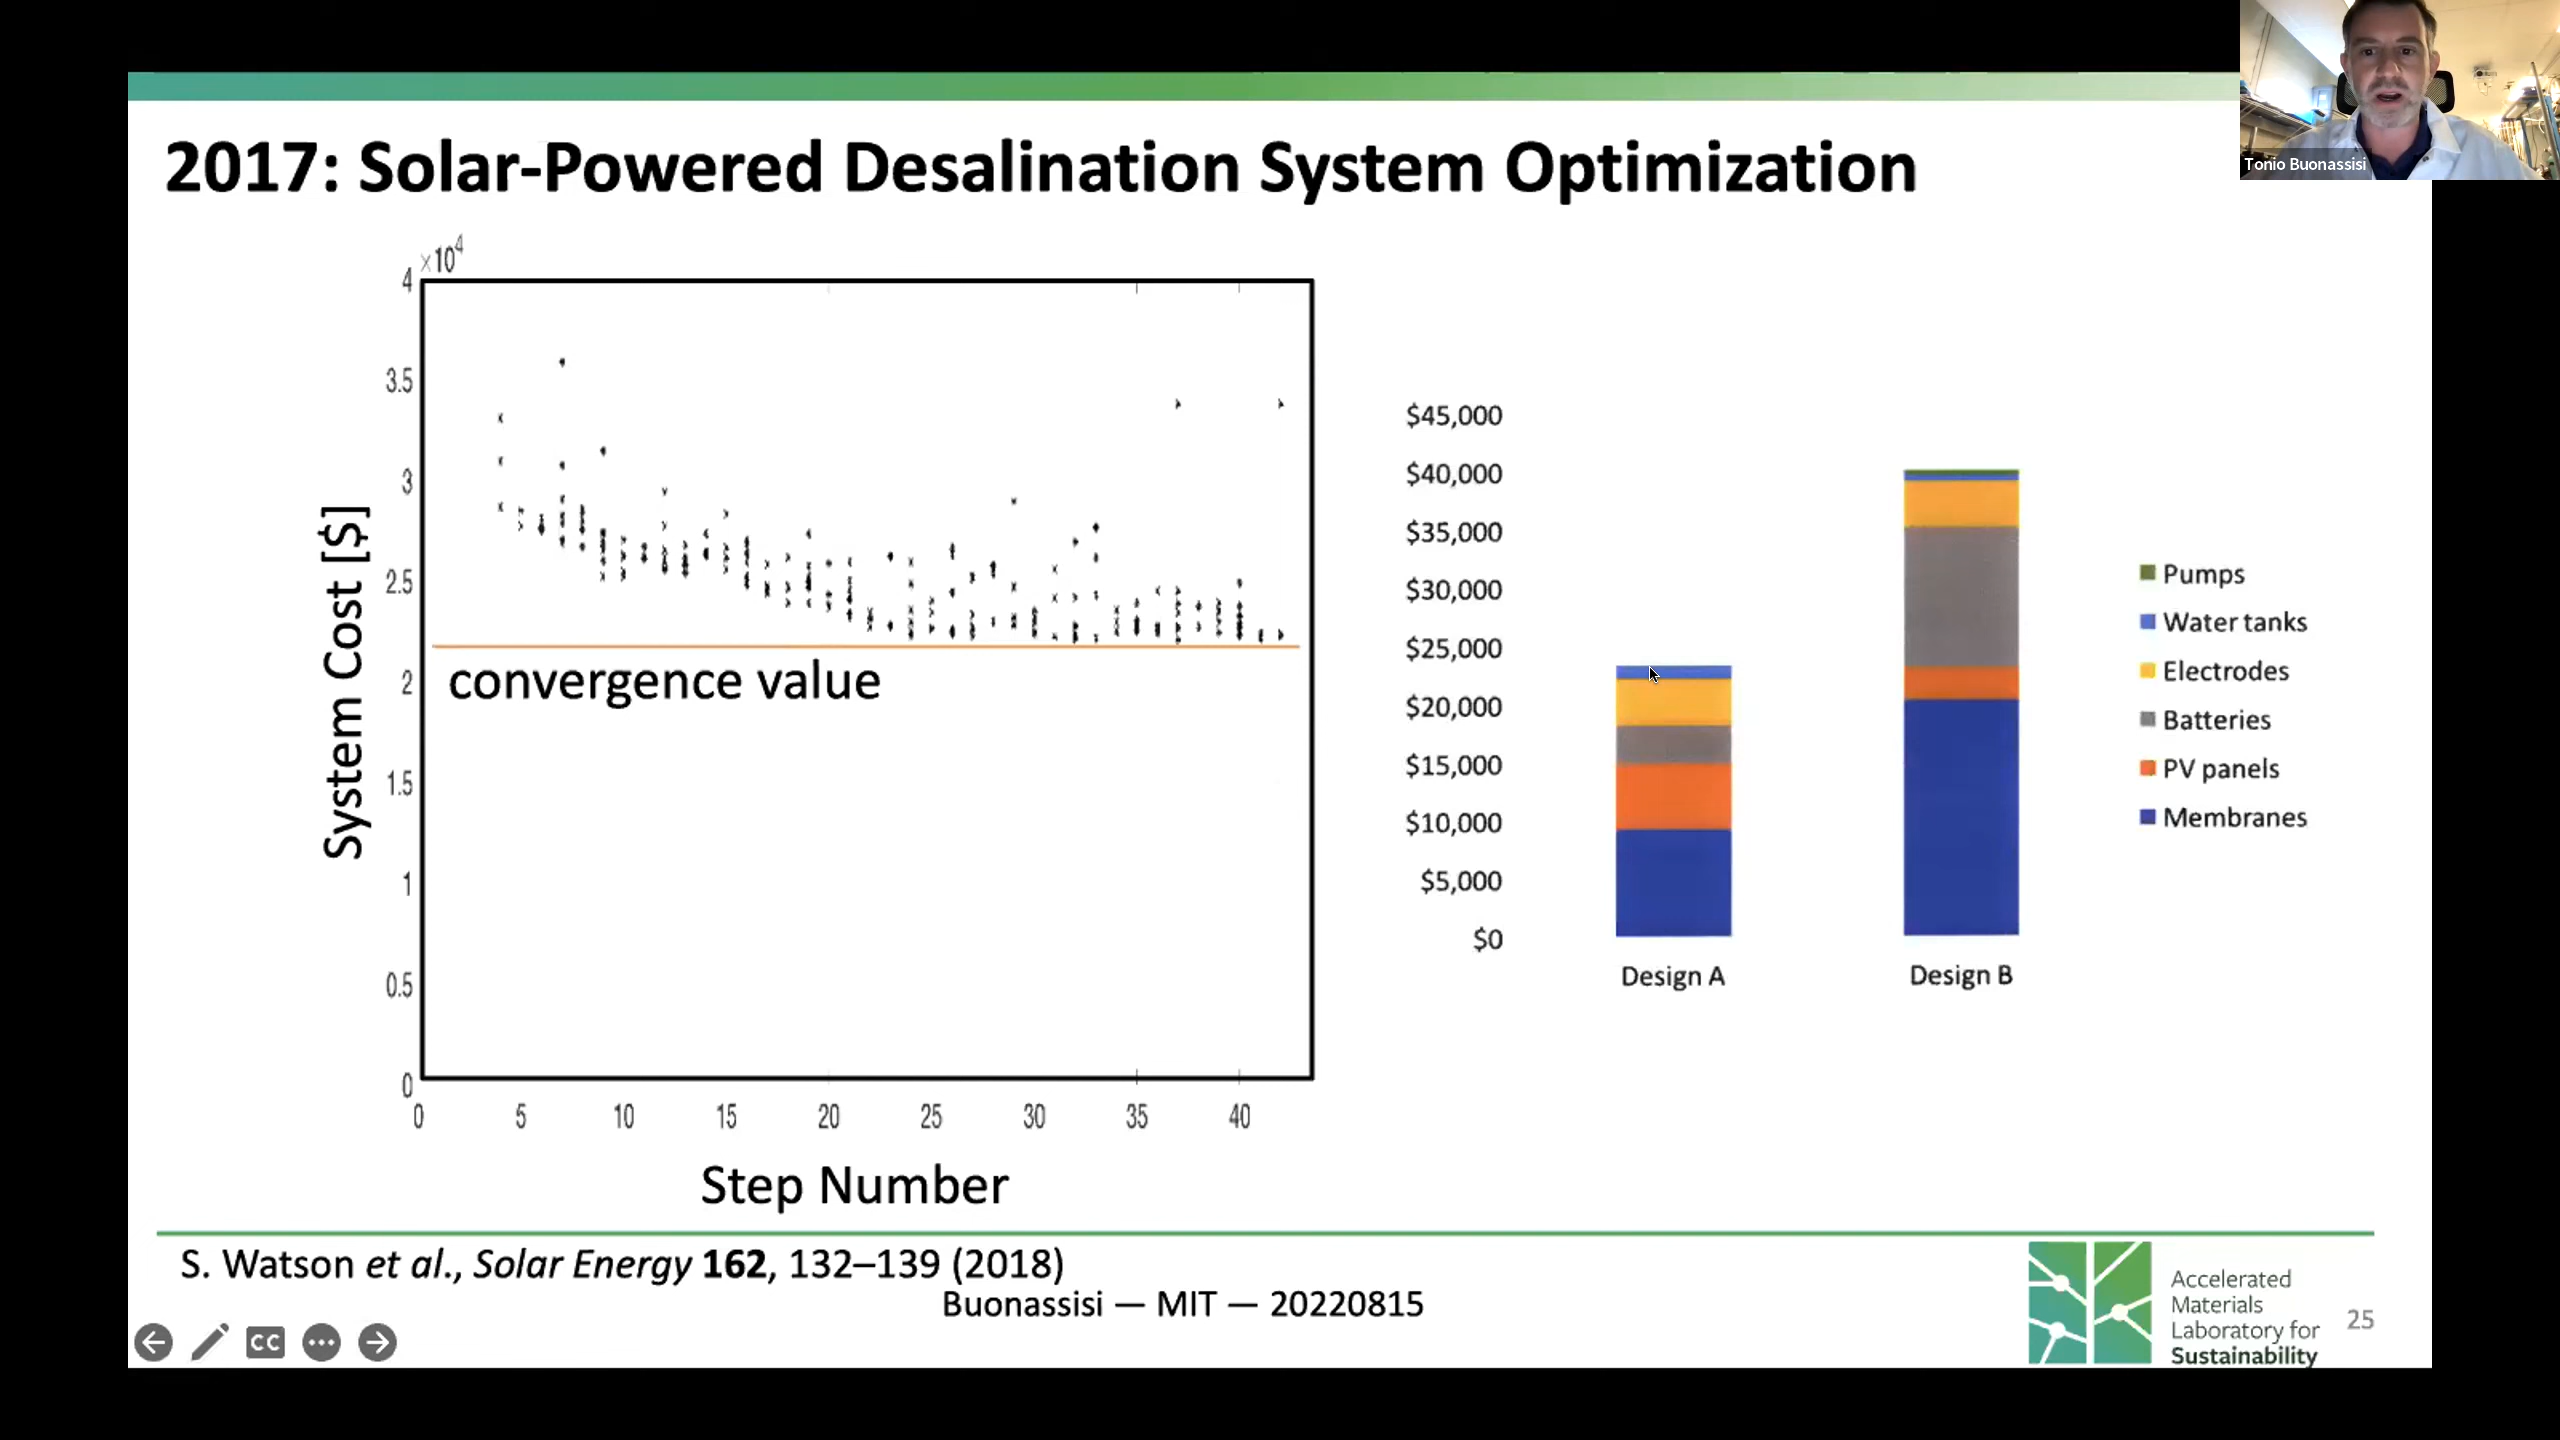 Tonio Buonassisi
2017: Solar-Powered Desalination System Optimization
×10⁴
4
3.5
3
2.5
2
1.5
1
0.5
0
System Cost [$]
convergence value
0 5 10 15 20 25 30 35 40
Step Number
$45,000
$40,000
$35,000
$30,000
$25,000
$20,000
$15,000
$10,000
$5,000
$0
Design A Design B
Pumps
Water tanks
Electrodes
Batteries
PV panels
Membranes
S. Watson et al., Solar Energy 162, 132–139 (2018)
Buonassisi — MIT — 20220815
CC
Accelerated
Materials
Laboratory for
Sustainability
25